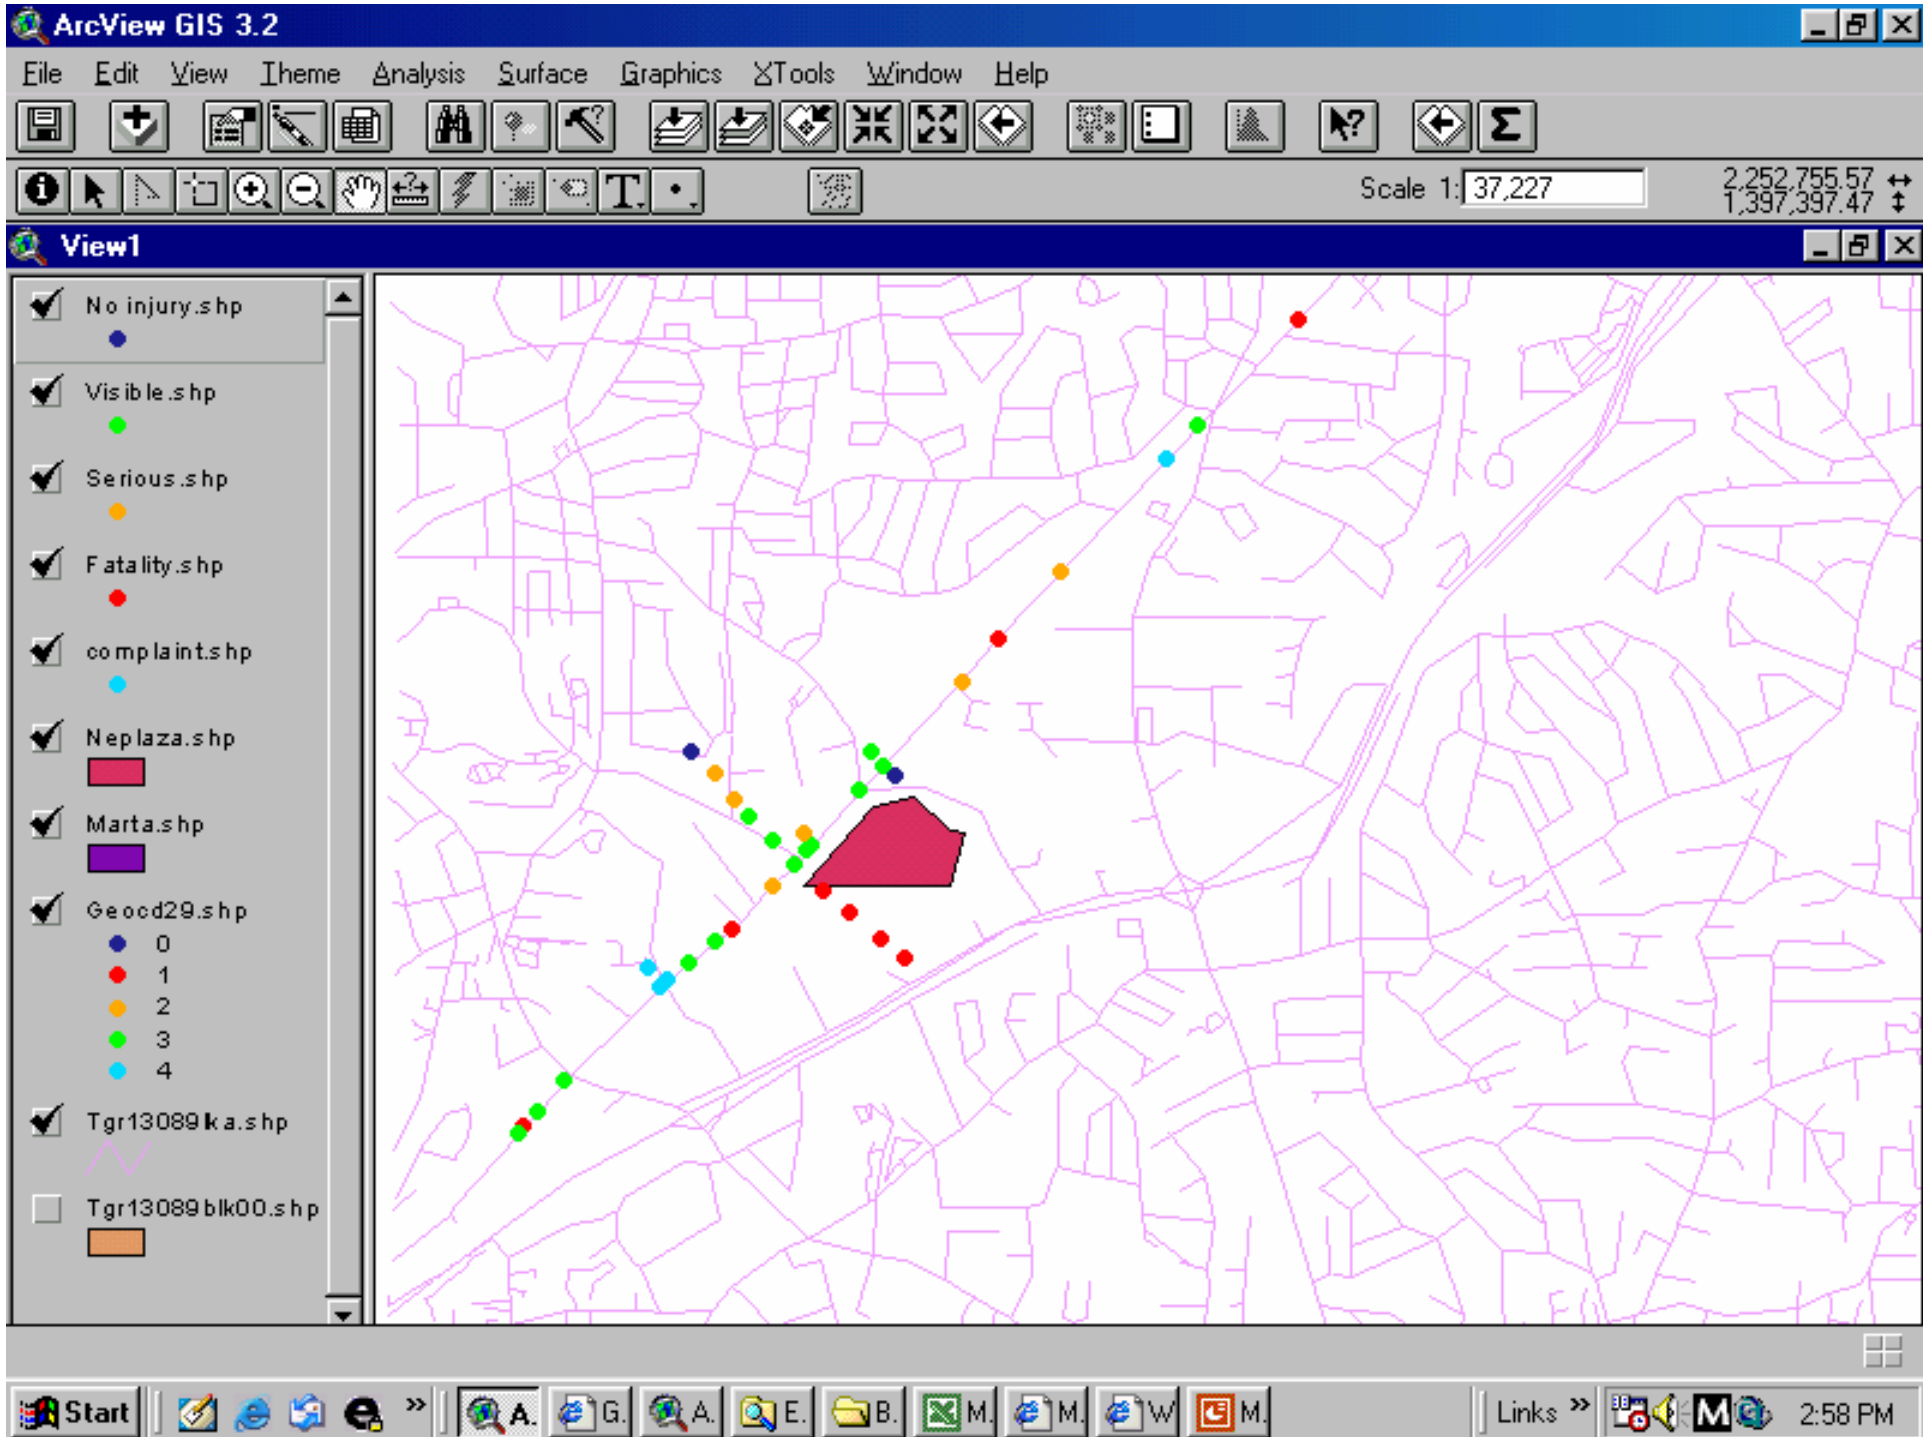 ArcView GIS 3.2
File Edit View Theme Analysis Surface Graphics XTools Window Help
Scale 1: 37,227
2,252,755.57
1,397,397.47
View1
No injury.shp
Visible.shp
Serious.shp
Fatality.shp
complaint.shp
Neplaza.shp
Marta.shp
Geocd29.shp
0
1
2
3
4
Tgr13089lka.shp
Tgr13089blk00.shp
Start A. G. A. E. B. M. M. W M. Links » M 2:58 PM